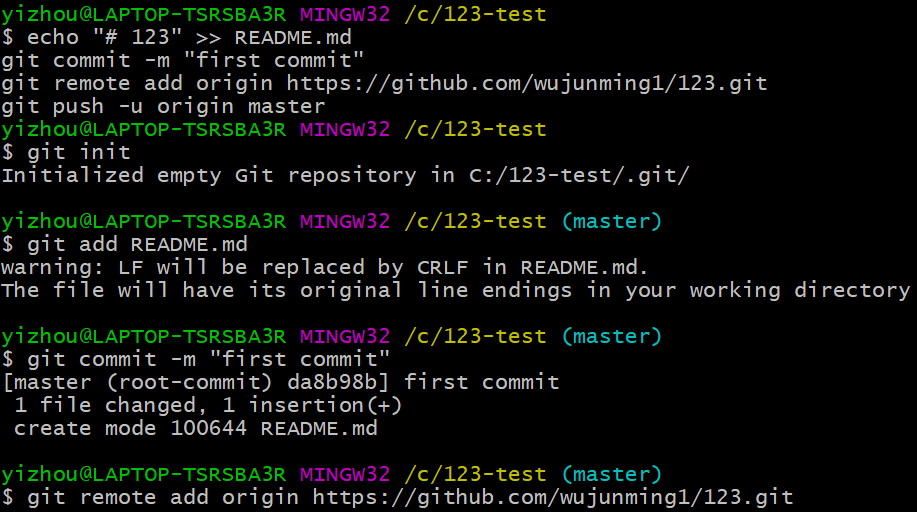 yizhou@LAPTOP-TSRSBA3R MINGW32 /c/123-test
$ echo "# 123" >> README.md
git commit -m "first commit"
git remote add origin https://github.com/wujunming1/123.git
git push -u origin master
yizhou@LAPTOP-TSRSBA3R MINGW32 /c/123-test
$ git init
Initialized empty Git repository in C:/123-test/.git/
yizhou@LAPTOP-TSRSBA3R MINGW32 /c/123-test (master)
$ git add README.md
warning: LF will be replaced by CRLF in README.md.
The file will have its original line endings in your working directory
yizhou@LAPTOP-TSRSBA3R MINGW32 /c/123-test (master)
$ git commit -m "first commit"
[master (root-commit) da8b98b] first commit
 1 file changed, 1 insertion(+)
 create mode 100644 README.md
yizhou@LAPTOP-TSRSBA3R MINGW32 /c/123-test (master)
$ git remote add origin https://github.com/wujunming1/123.git